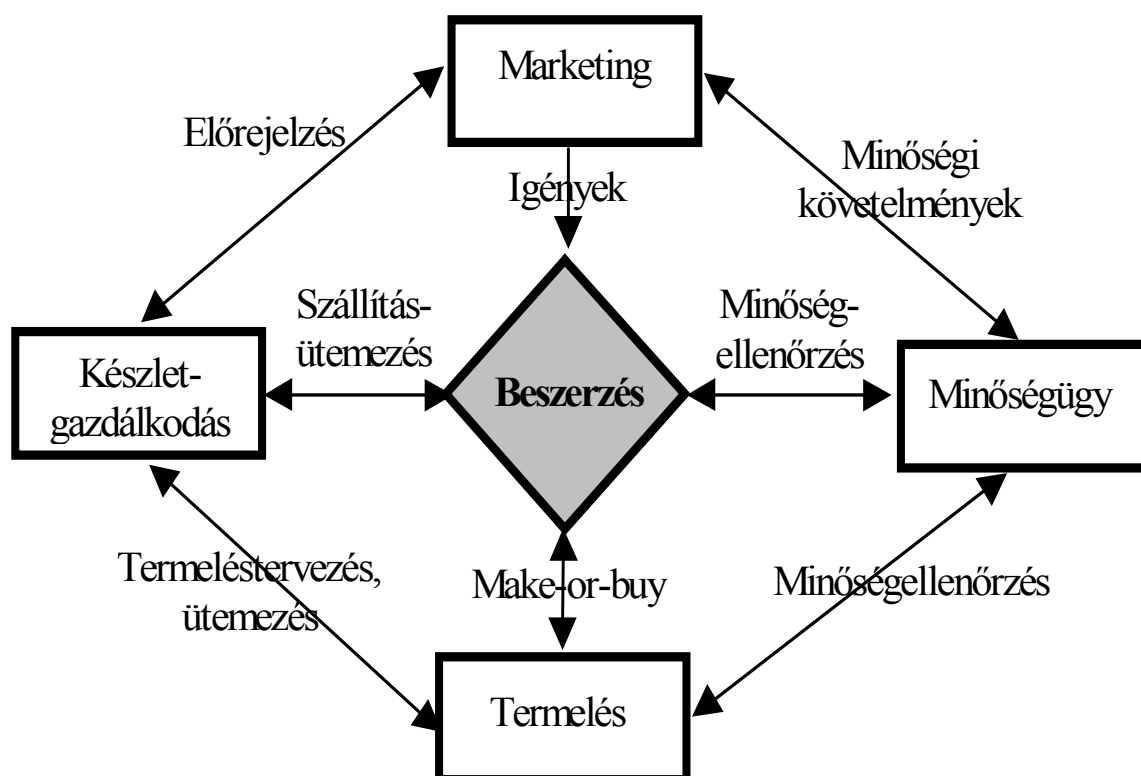 Marketing
Előrejelzés
Minőségi
követelmények
Igények
Szállítás-
ütemezés
Minőség-
ellenőrzés
Készlet-
gazdálkodás
Beszerzés
Minőségügy
Termeléstervezés,
ütemezés
Make-or-buy
Minőségellenőrzés
Termelés